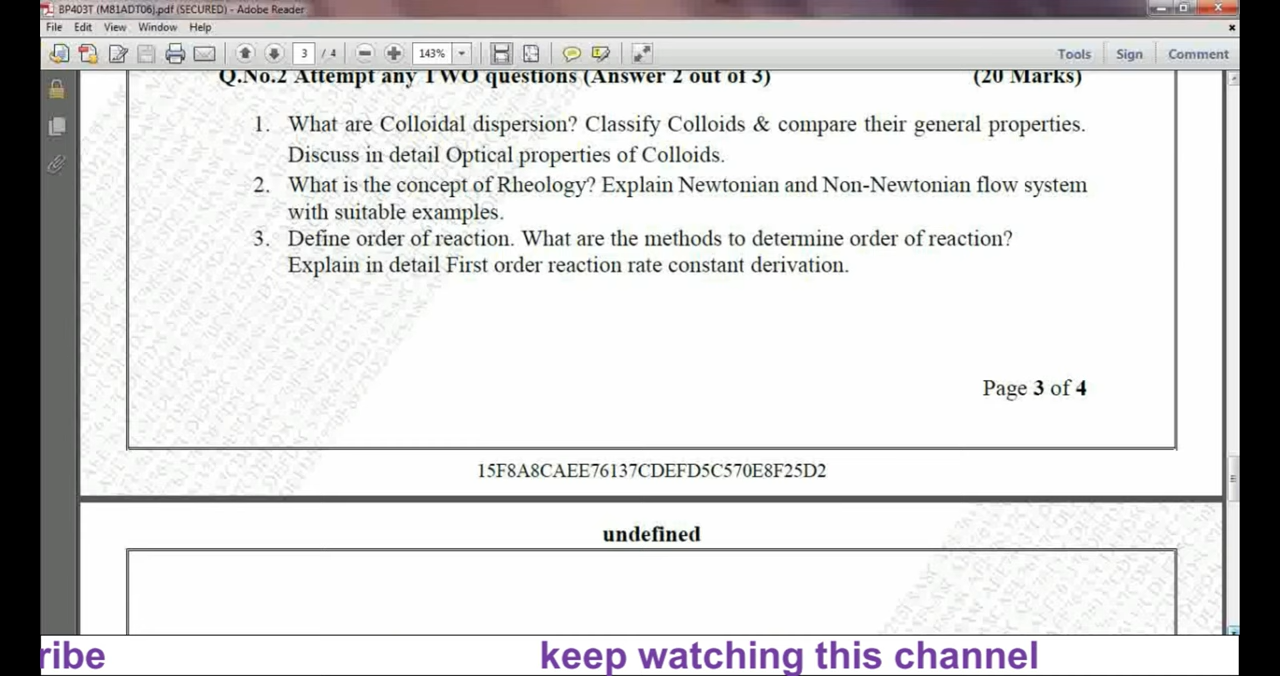 BP403T (M81ADT06).pdf (SECURED) - Adobe Reader
File Edit View Window Help
3 / 4 143% Tools Sign Comment
Q.No.2 Attempt any TWO questions (Answer 2 out of 3) (20 Marks)
1. What are Colloidal dispersion? Classify Colloids & compare their general properties.
Discuss in detail Optical properties of Colloids.
2. What is the concept of Rheology? Explain Newtonian and Non-Newtonian flow system
with suitable examples.
3. Define order of reaction. What are the methods to determine order of reaction?
Explain in detail First order reaction rate constant derivation.
Page 3 of 4
15F8A8CAEE76137CDEFD5C570E8F25D2
undefined
ribe keep watching this channel